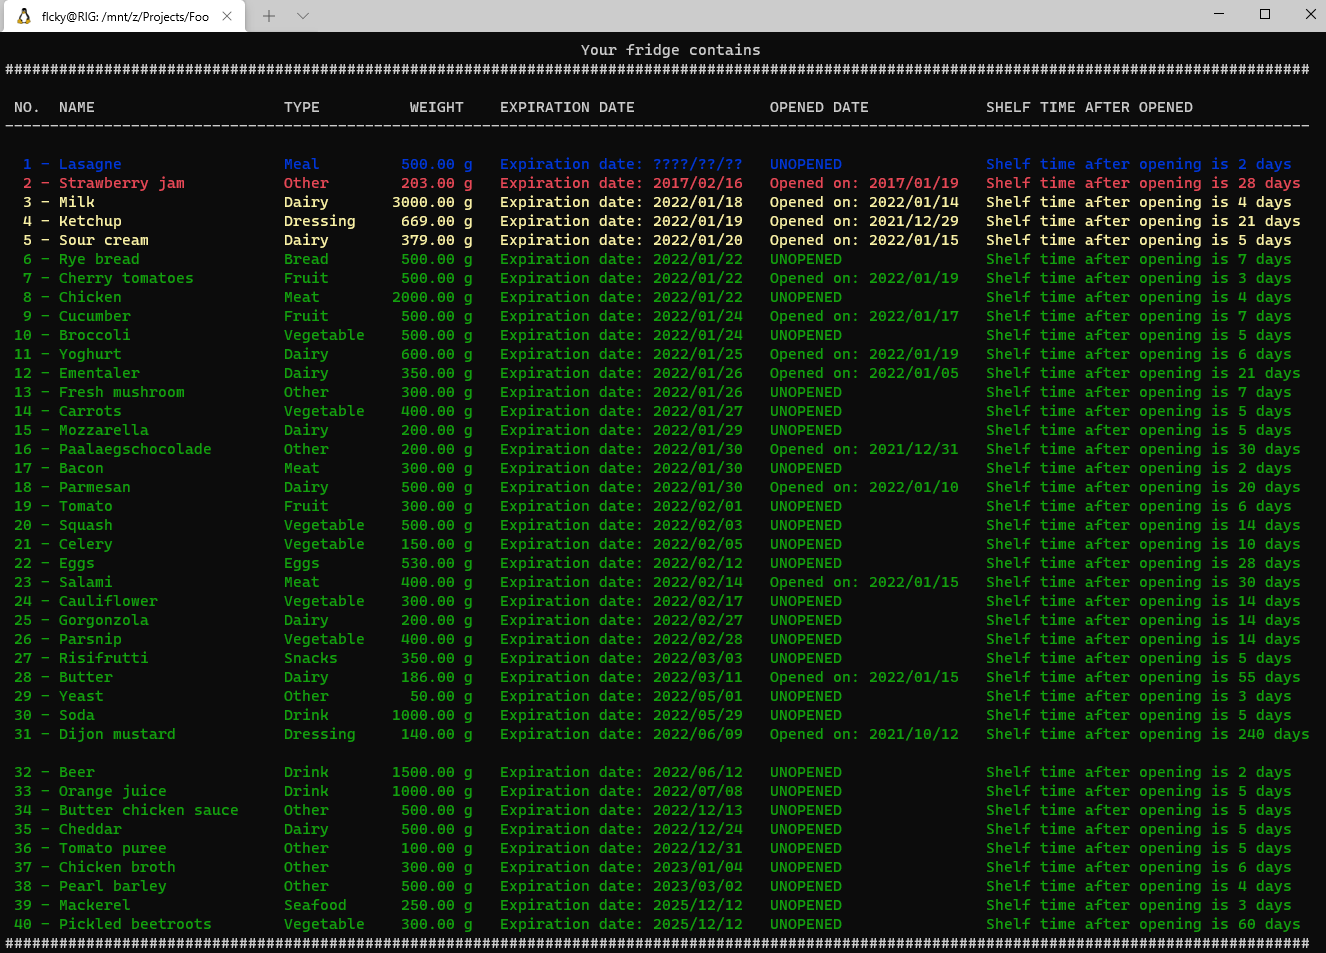 flcky@RIG: /mnt/z/Projects/Foo
Your fridge contains
#################################################################################################################################################
NO. NAME TYPE WEIGHT EXPIRATION DATE OPENED DATE SHELF TIME AFTER OPENED
-------------------------------------------------------------------------------------------------------------------------------------------------
1 - Lasagne Meal 500.00 g Expiration date: ????/??/?? UNOPENED Shelf time after opening is 2 days
2 - Strawberry jam Other 203.00 g Expiration date: 2017/02/16 Opened on: 2017/01/19 Shelf time after opening is 28 days
3 - Milk Dairy 3000.00 g Expiration date: 2022/01/18 Opened on: 2022/01/14 Shelf time after opening is 4 days
4 - Ketchup Dressing 669.00 g Expiration date: 2022/01/19 Opened on: 2021/12/29 Shelf time after opening is 21 days
5 - Sour cream Dairy 379.00 g Expiration date: 2022/01/20 Opened on: 2022/01/15 Shelf time after opening is 5 days
6 - Rye bread Bread 500.00 g Expiration date: 2022/01/22 UNOPENED Shelf time after opening is 7 days
7 - Cherry tomatoes Fruit 500.00 g Expiration date: 2022/01/22 Opened on: 2022/01/19 Shelf time after opening is 3 days
8 - Chicken Meat 2000.00 g Expiration date: 2022/01/22 UNOPENED Shelf time after opening is 4 days
9 - Cucumber Fruit 500.00 g Expiration date: 2022/01/24 Opened on: 2022/01/17 Shelf time after opening is 7 days
10 - Broccoli Vegetable 500.00 g Expiration date: 2022/01/24 UNOPENED Shelf time after opening is 5 days
11 - Yoghurt Dairy 600.00 g Expiration date: 2022/01/25 Opened on: 2022/01/19 Shelf time after opening is 6 days
12 - Ementaler Dairy 350.00 g Expiration date: 2022/01/26 Opened on: 2022/01/05 Shelf time after opening is 21 days
13 - Fresh mushroom Other 300.00 g Expiration date: 2022/01/26 UNOPENED Shelf time after opening is 7 days
14 - Carrots Vegetable 400.00 g Expiration date: 2022/01/27 UNOPENED Shelf time after opening is 5 days
15 - Mozzarella Dairy 200.00 g Expiration date: 2022/01/29 UNOPENED Shelf time after opening is 5 days
16 - Paalaegschocolade Other 200.00 g Expiration date: 2022/01/30 Opened on: 2021/12/31 Shelf time after opening is 30 days
17 - Bacon Meat 300.00 g Expiration date: 2022/01/30 UNOPENED Shelf time after opening is 2 days
18 - Parmesan Dairy 500.00 g Expiration date: 2022/01/30 Opened on: 2022/01/10 Shelf time after opening is 20 days
19 - Tomato Fruit 300.00 g Expiration date: 2022/02/01 UNOPENED Shelf time after opening is 6 days
20 - Squash Vegetable 500.00 g Expiration date: 2022/02/03 UNOPENED Shelf time after opening is 14 days
21 - Celery Vegetable 150.00 g Expiration date: 2022/02/05 UNOPENED Shelf time after opening is 10 days
22 - Eggs Eggs 530.00 g Expiration date: 2022/02/12 UNOPENED Shelf time after opening is 28 days
23 - Salami Meat 400.00 g Expiration date: 2022/02/14 Opened on: 2022/01/15 Shelf time after opening is 30 days
24 - Cauliflower Vegetable 300.00 g Expiration date: 2022/02/17 UNOPENED Shelf time after opening is 14 days
25 - Gorgonzola Dairy 200.00 g Expiration date: 2022/02/27 UNOPENED Shelf time after opening is 14 days
26 - Parsnip Vegetable 400.00 g Expiration date: 2022/02/28 UNOPENED Shelf time after opening is 14 days
27 - Risifrutti Snacks 350.00 g Expiration date: 2022/03/03 UNOPENED Shelf time after opening is 5 days
28 - Butter Dairy 186.00 g Expiration date: 2022/03/11 Opened on: 2022/01/15 Shelf time after opening is 55 days
29 - Yeast Other 50.00 g Expiration date: 2022/05/01 UNOPENED Shelf time after opening is 3 days
30 - Soda Drink 1000.00 g Expiration date: 2022/05/29 UNOPENED Shelf time after opening is 5 days
31 - Dijon mustard Dressing 140.00 g Expiration date: 2022/06/09 Opened on: 2021/10/12 Shelf time after opening is 240 days
32 - Beer Drink 1500.00 g Expiration date: 2022/06/12 UNOPENED Shelf time after opening is 2 days
33 - Orange juice Drink 1000.00 g Expiration date: 2022/07/08 UNOPENED Shelf time after opening is 5 days
34 - Butter chicken sauce Other 500.00 g Expiration date: 2022/12/13 UNOPENED Shelf time after opening is 5 days
35 - Cheddar Dairy 500.00 g Expiration date: 2022/12/24 UNOPENED Shelf time after opening is 5 days
36 - Tomato puree Other 100.00 g Expiration date: 2022/12/31 UNOPENED Shelf time after opening is 5 days
37 - Chicken broth Other 300.00 g Expiration date: 2023/01/04 UNOPENED Shelf time after opening is 6 days
38 - Pearl barley Other 500.00 g Expiration date: 2023/03/02 UNOPENED Shelf time after opening is 4 days
39 - Mackerel Seafood 250.00 g Expiration date: 2025/12/12 UNOPENED Shelf time after opening is 3 days
40 - Pickled beetroots Vegetable 300.00 g Expiration date: 2025/12/12 UNOPENED Shelf time after opening is 60 days
#################################################################################################################################################